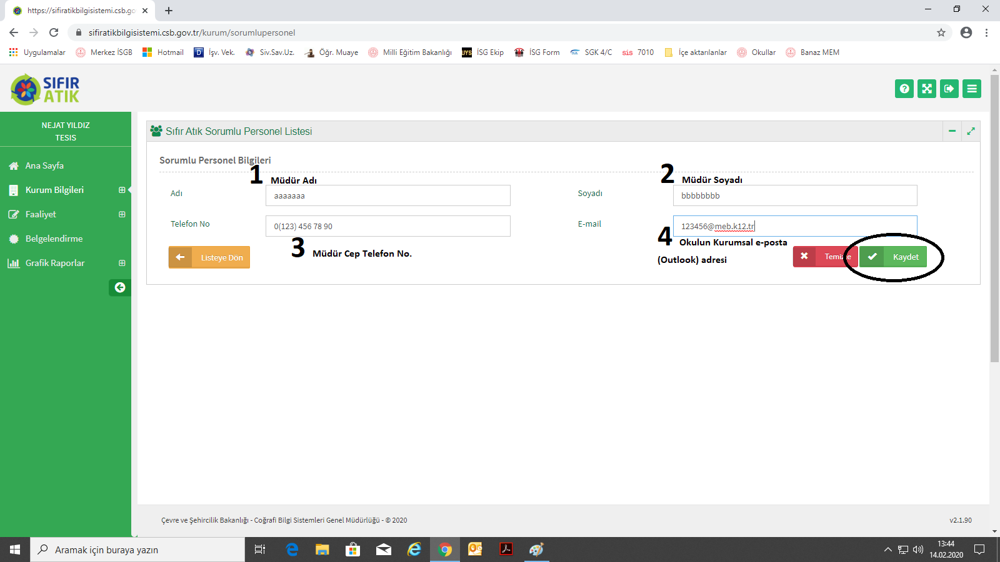 https://sifiratikbilgisistemi.csb.go
sifiratikbilgisistemi.csb.gov.tr/kurum/sorumlupersonel
Uygulamalar Merkez İSGB Hotmail D İşv. Vek. Siv.Sav.Uz. Öğr. Muaye Milli Eğitim Bakanlığı UYS İSG Ekip İSG Form SGK 4/C sis 7010 İçe aktarılanlar Okullar Banaz MEM
SIFIR
ATIK
NEJAT YILDIZ
TESIS
Ana Sayfa
Kurum Bilgileri
Faaliyet
Belgelendirme
Grafik Raporlar
Sıfır Atık Sorumlu Personel Listesi
Sorumlu Personel Bilgileri
1 Müdür Adı
2 Müdür Soyadı
Adı aaaaaaa
Soyadı bbbbbbbb
Telefon No 0(123) 456 78 90
E-mail 123456@meb.k12.tr
3 Müdür Cep Telefon No.
4 Okulun Kurumsal e-posta
(Outlook) adresi
Listeye Dön
Temizle
Kaydet
Çevre ve Şehircilik Bakanlığı - Coğrafi Bilgi Sistemleri Genel Müdürlüğü - © 2020
v2.1.90
Aramak için buraya yazın
13:44
14.02.2020